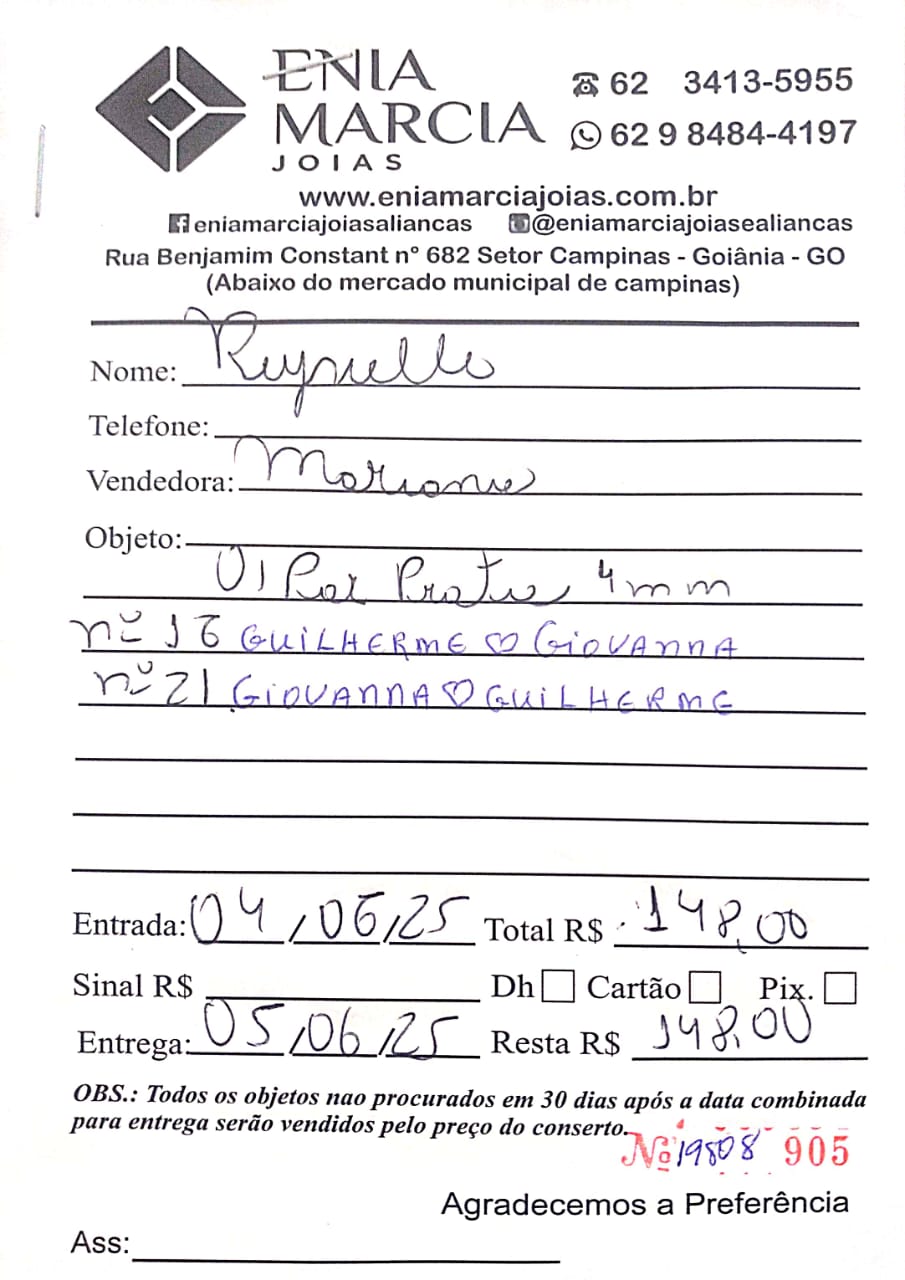 ENIA
MARCIA
JOIAS
62 3413-5955
62 9 8484-4197
www.eniamarciajoias.com.br
eniamarciajoiasaliancas @eniamarciajoiasealiancas
Rua Benjamim Constant nº 682 Setor Campinas - Goiânia - GO
(Abaixo do mercado municipal de campinas)
Nome:
Telefone:
Vendedora: Mariane
Objeto:
01 Par Prata 4mm
nº 16 GUILHERME ♡ GIOVANNA
nº 21 GIOVANNA ♡ GUILHERME
Entrada: 04/06/25 Total R$ 148,00
Sinal R$ Dh Cartão Pix.
Entrega: 05/06/25 Resta R$ 148,00
OBS.: Todos os objetos nao procurados em 30 dias após a data combinada
para entrega serão vendidos pelo preço do conserto.
Nº 19808 905
Agradecemos a Preferência
Ass: